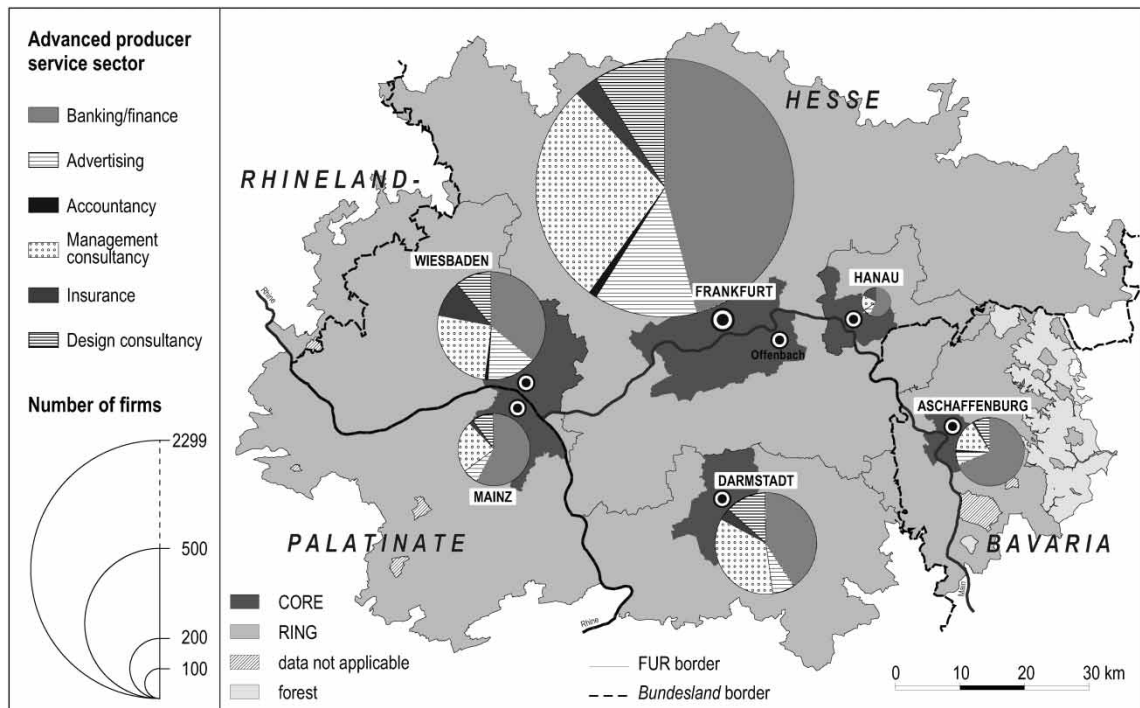 Advanced producer
service sector
Banking/finance
Advertising
Accountancy
Management
consultancy
Insurance
Design consultancy
Number of firms
2299
500
200
100
HESSE
RHINELAND-
WIESBADEN
Rhine
FRANKFURT
HANAU
Offenbach
ASCHAFFENBURG
MAINZ
DARMSTADT
PALATINATE
BAVARIA
Main
Rhine
CORE
RING
data not applicable
forest
FUR border
Bundesland border
0 10 20 30 km